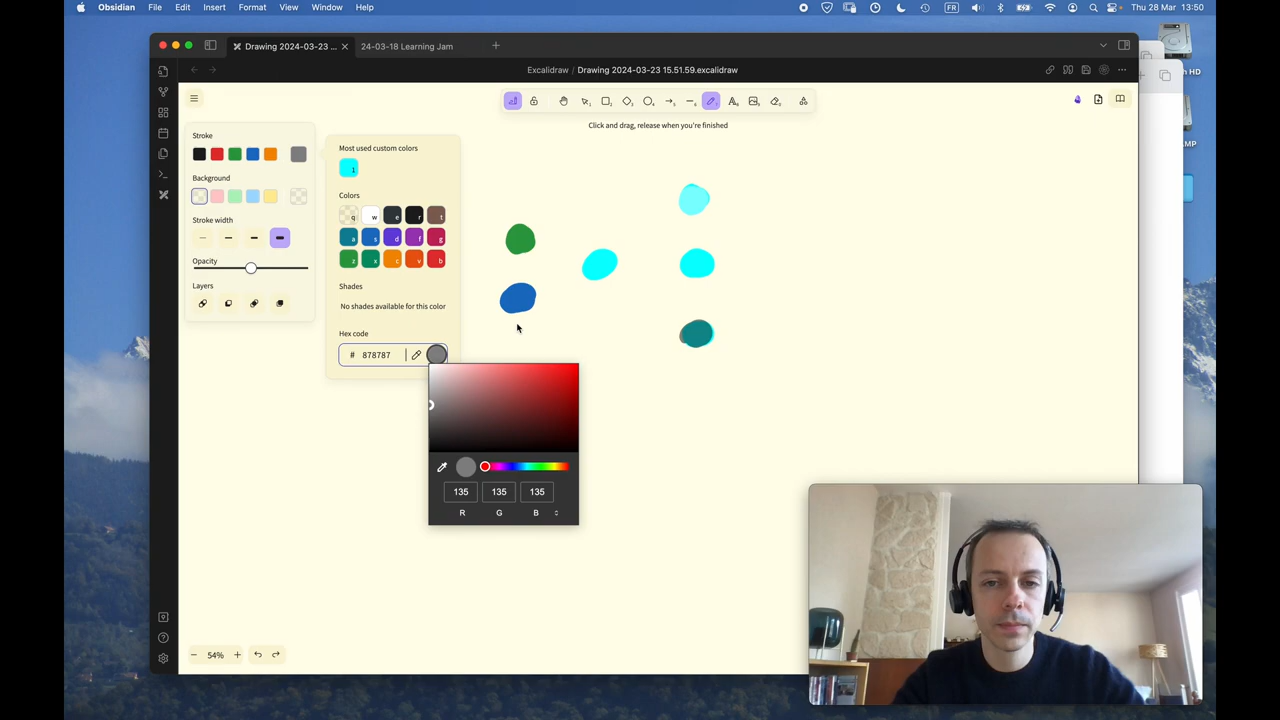 Obsidian File Edit Insert Format View Window Help
FR Thu 28 Mar 13:50
Drawing 2024-03-23 ...
24-03-18 Learning Jam
Excalidraw / Drawing 2024-03-23 15.51.59.excalidraw
Click and drag, release when you're finished
Stroke
Background
Stroke width
Opacity
Layers
Most used custom colors
1
Colors
q w e r t
a s d f g
z x c v b
Shades
No shades available for this color
Hex code
# 878787
135 135 135
R G B
54%
HD